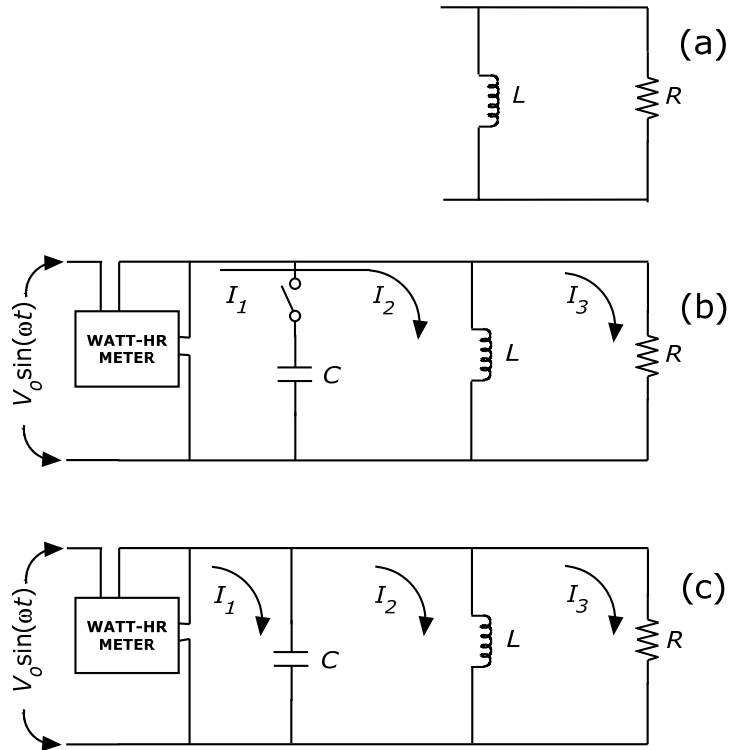 (a)
L
R
(b)
V₀sin(ωt)
WATT-HR
METER
I₁
I₂
I₃
C
L
R
(c)
V₀sin(ωt)
WATT-HR
METER
I₁
I₂
I₃
C
L
R